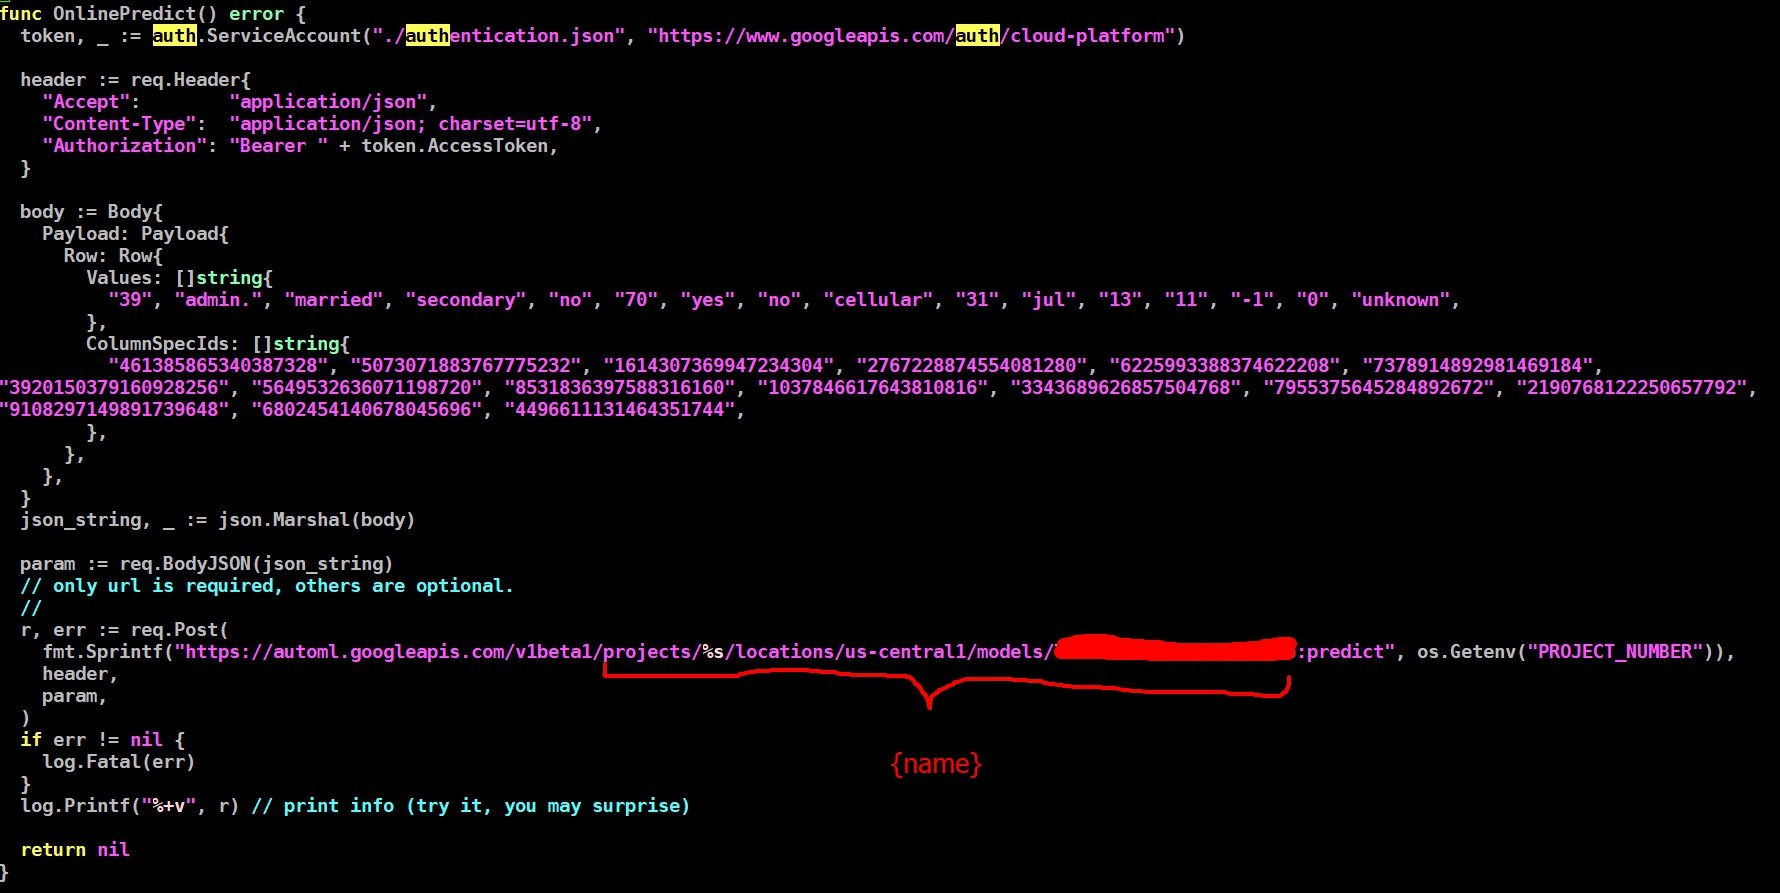 func OnlinePredict() error {
token, _ := auth.ServiceAccount("./authentication.json", "https://www.googleapis.com/auth/cloud-platform")
header := req.Header{
"Accept": "application/json",
"Content-Type": "application/json; charset=utf-8",
"Authorization": "Bearer " + token.AccessToken,
}
body := Body{
Payload: Payload{
Row: Row{
Values: []string{
"39", "admin.", "married", "secondary", "no", "70", "yes", "no", "cellular", "31", "jul", "13", "11", "-1", "0", "unknown",
},
ColumnSpecIds: []string{
"461385865340387328", "5073071883767775232", "1614307369947234304", "2767228874554081280", "6225993388374622208", "7378914892981469184",
"3920150379160928256", "5649532636071198720", "8531836397588316160", "1037846617643810816", "3343689626857504768", "7955375645284892672", "2190768122250657792",
"9108297149891739648", "6802454140678045696", "4496611131464351744",
},
},
},
}
json_string, _ := json.Marshal(body)
param := req.BodyJSON(json_string)
// only url is required, others are optional.
//
r, err := req.Post(
fmt.Sprintf("https://automl.googleapis.com/v1beta1/projects/%s/locations/us-central1/models/:predict", os.Getenv("PROJECT_NUMBER")),
header,
param,
)
if err != nil {
log.Fatal(err)
}
{name}
log.Printf("%+v", r) // print info (try it, you may surprise)
return nil
}